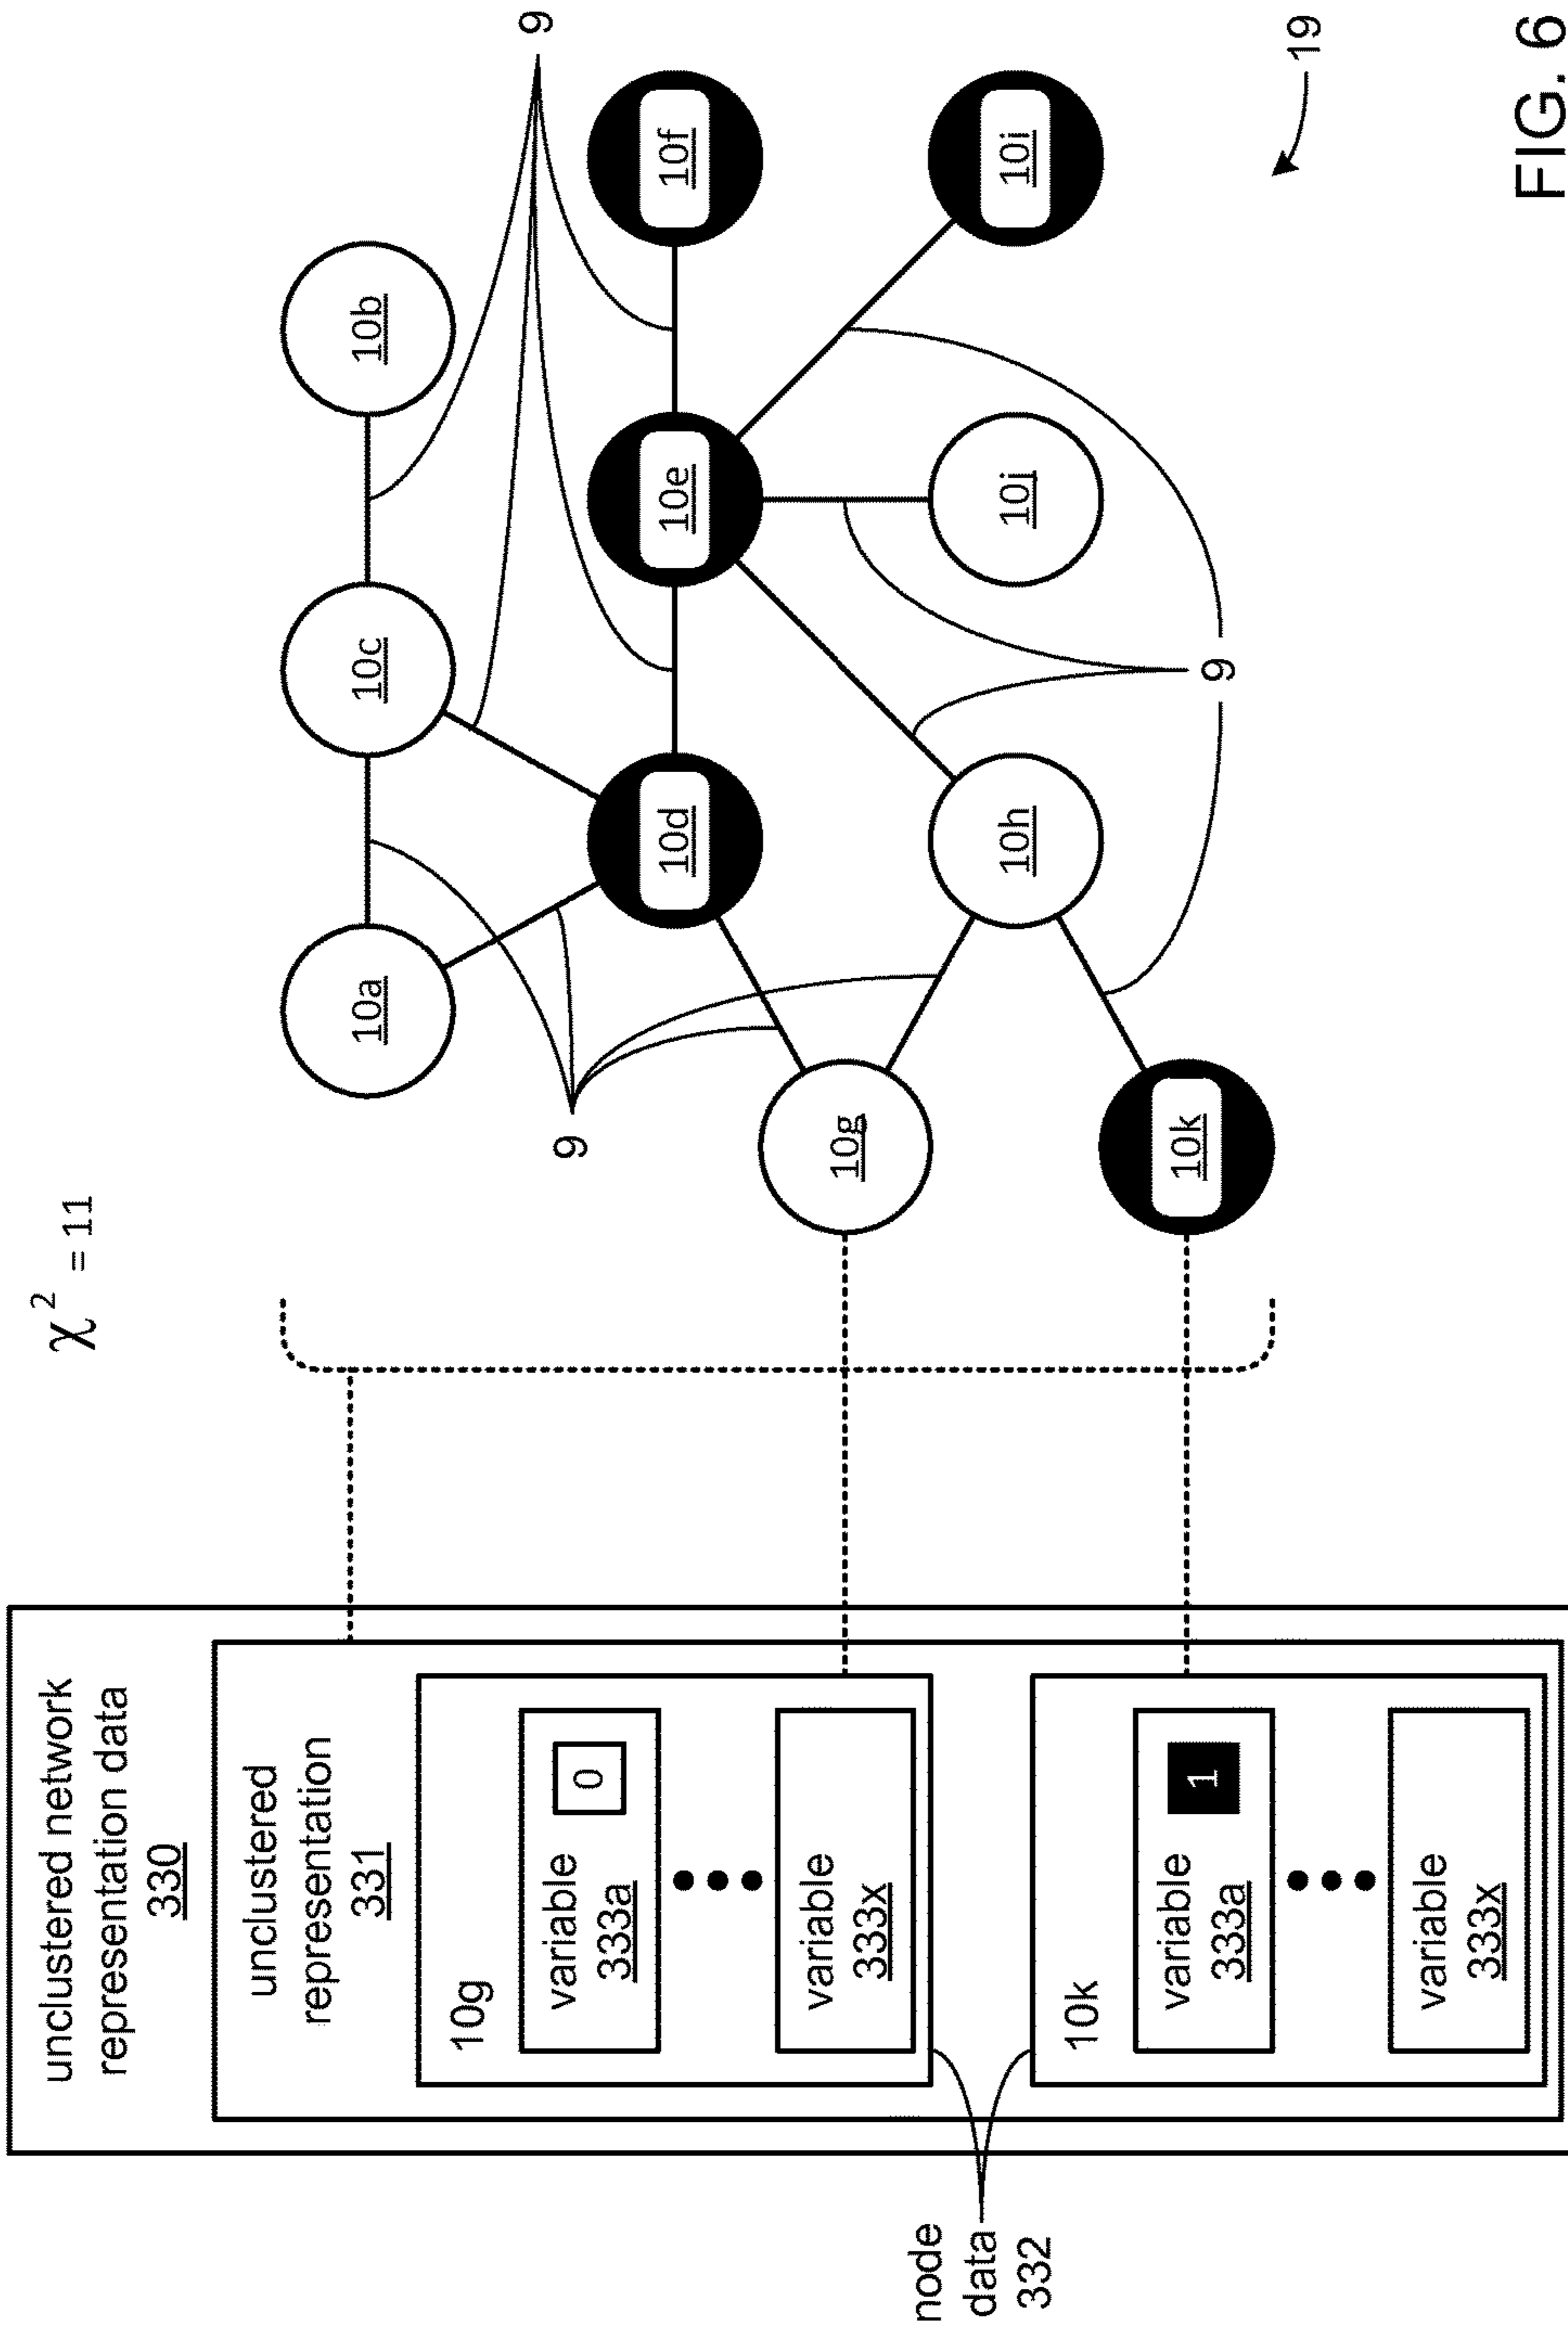 unclustered network
representation data
330
unclustered
representation
331
10g
variable
333a
0
variable
333x
10k
variable
333a
1
variable
333x
node
data
332
χ² = 11
10a
10c
10b
9
9
10d
10e
10f
10g
10h
10j
10i
10k
9
19
FIG. 6